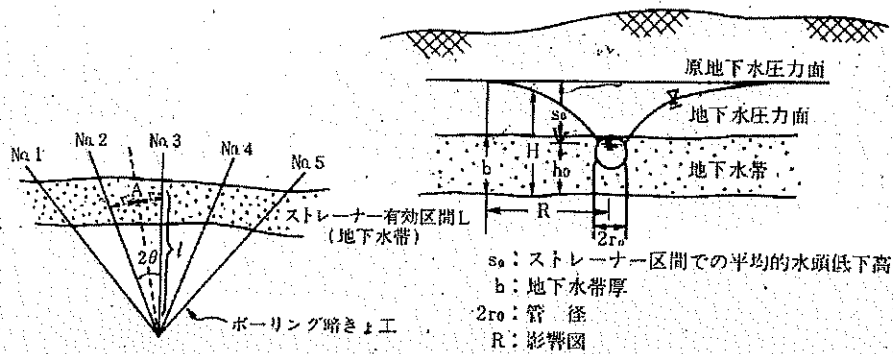 No.1
No.2
No.3
No.4
No.5
A
r
r
2θ
l
ストレーナー有効区間L
(地下水帯)
ボーリング暗きょ工
原地下水圧力面
地下水圧力面
地下水帯
s₀
b
H
h₀
R
2r₀
s₀：ストレーナー区間での平均的水頭低下高
b：地下水帯厚
2r₀：管 径
R：影響図